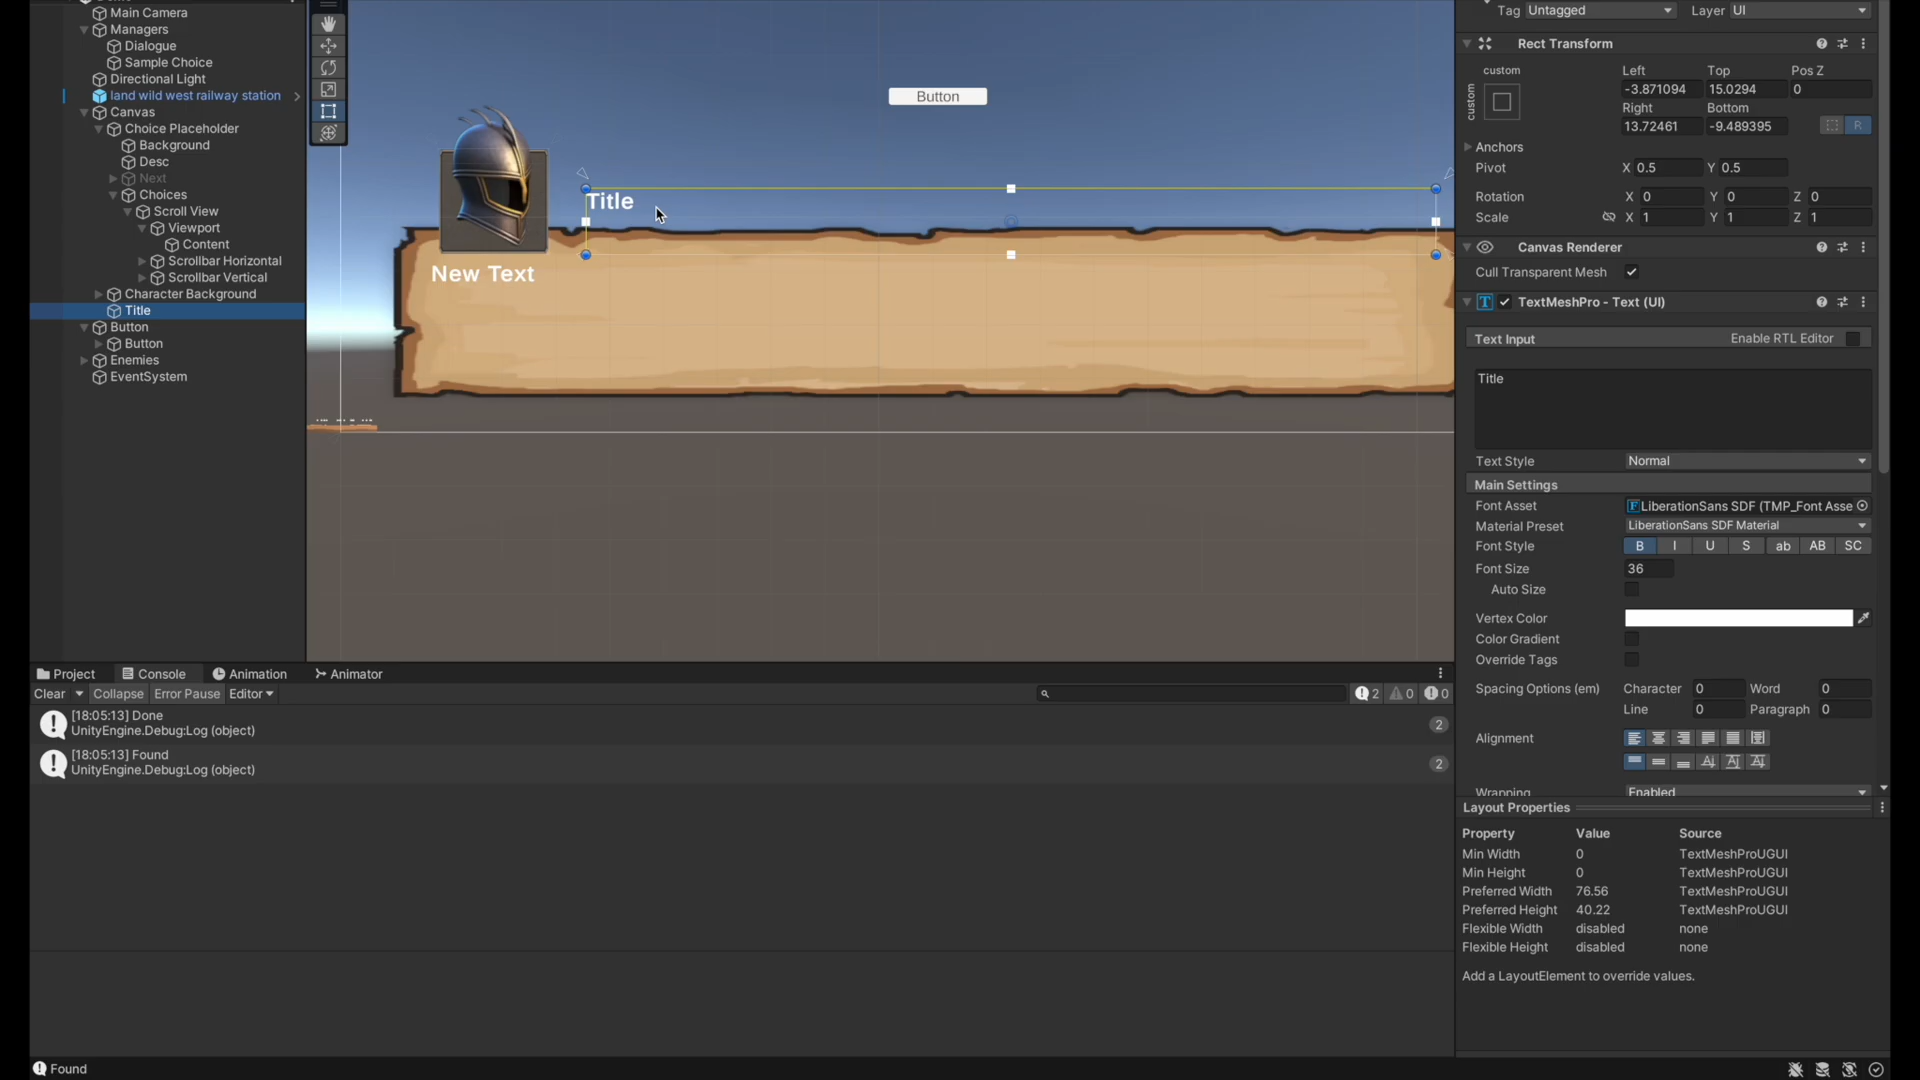 Main Camera
Managers
Dialogue
Sample Choice
Directional Light
land wild west railway station
Canvas
Choice Placeholder
Background
Desc
Next
Choices
Scroll View
Viewport
Content
Scrollbar Horizontal
Scrollbar Vertical
Character Background
Title
Button
Button
Enemies
EventSystem
Button
Title
New Text
Tag Untagged Layer UI
Rect Transform
custom Left Top Pos Z
custom
-3.871094 15.0294 0
Right Bottom
13.72461 -9.489395 R
Anchors
Pivot X 0.5 Y 0.5
Rotation X 0 Y 0 Z 0
Scale X 1 Y 1 Z 1
Canvas Renderer
Cull Transparent Mesh
TextMeshPro - Text (UI)
Text Input Enable RTL Editor
Title
Text Style Normal
Main Settings
Font Asset F LiberationSans SDF (TMP_Font Asse
Material Preset LiberationSans SDF Material
Font Style B I U S ab AB SC
Font Size 36
Auto Size
Vertex Color
Color Gradient
Override Tags
Spacing Options (em) Character 0 Word 0
Line 0 Paragraph 0
Alignment
Wrapping Enabled
Layout Properties
Property Value Source
Min Width 0 TextMeshProUGUI
Min Height 0 TextMeshProUGUI
Preferred Width 76.56 TextMeshProUGUI
Preferred Height 40.22 TextMeshProUGUI
Flexible Width disabled none
Flexible Height disabled none
Add a LayoutElement to override values.
Project Console Animation Animator
Clear Collapse Error Pause Editor 2 0 0
[18:05:13] Done
UnityEngine.Debug:Log (object) 2
[18:05:13] Found
UnityEngine.Debug:Log (object) 2
Found